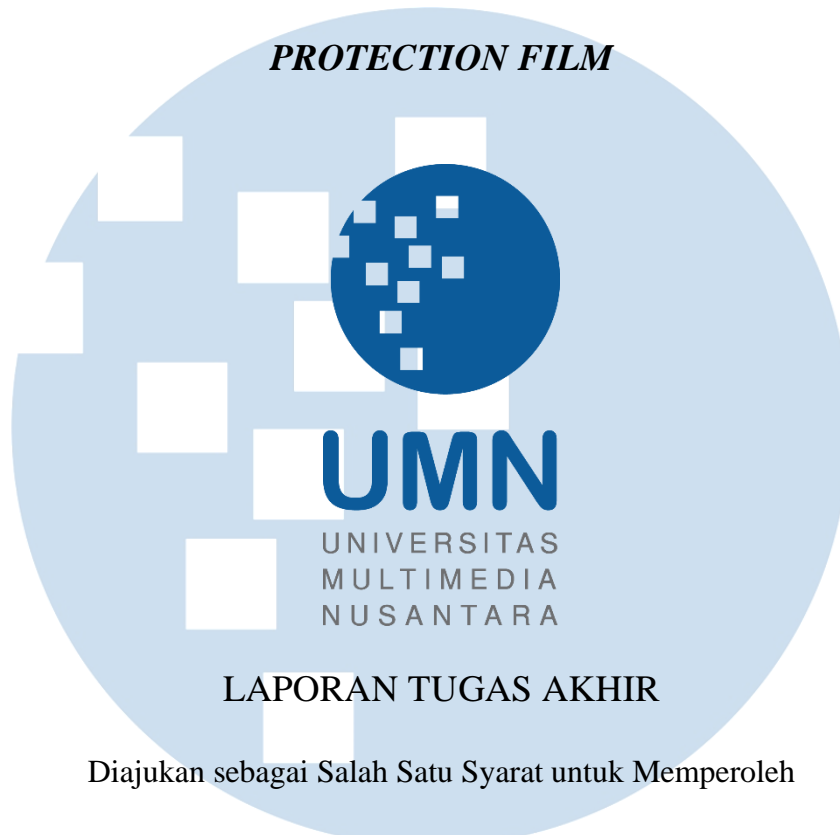 PROTECTION FILM
UMN
UNIVERSITAS
MULTIMEDIA
NUSANTARA
LAPORAN TUGAS AKHIR
Diajukan sebagai Salah Satu Syarat untuk Memperoleh